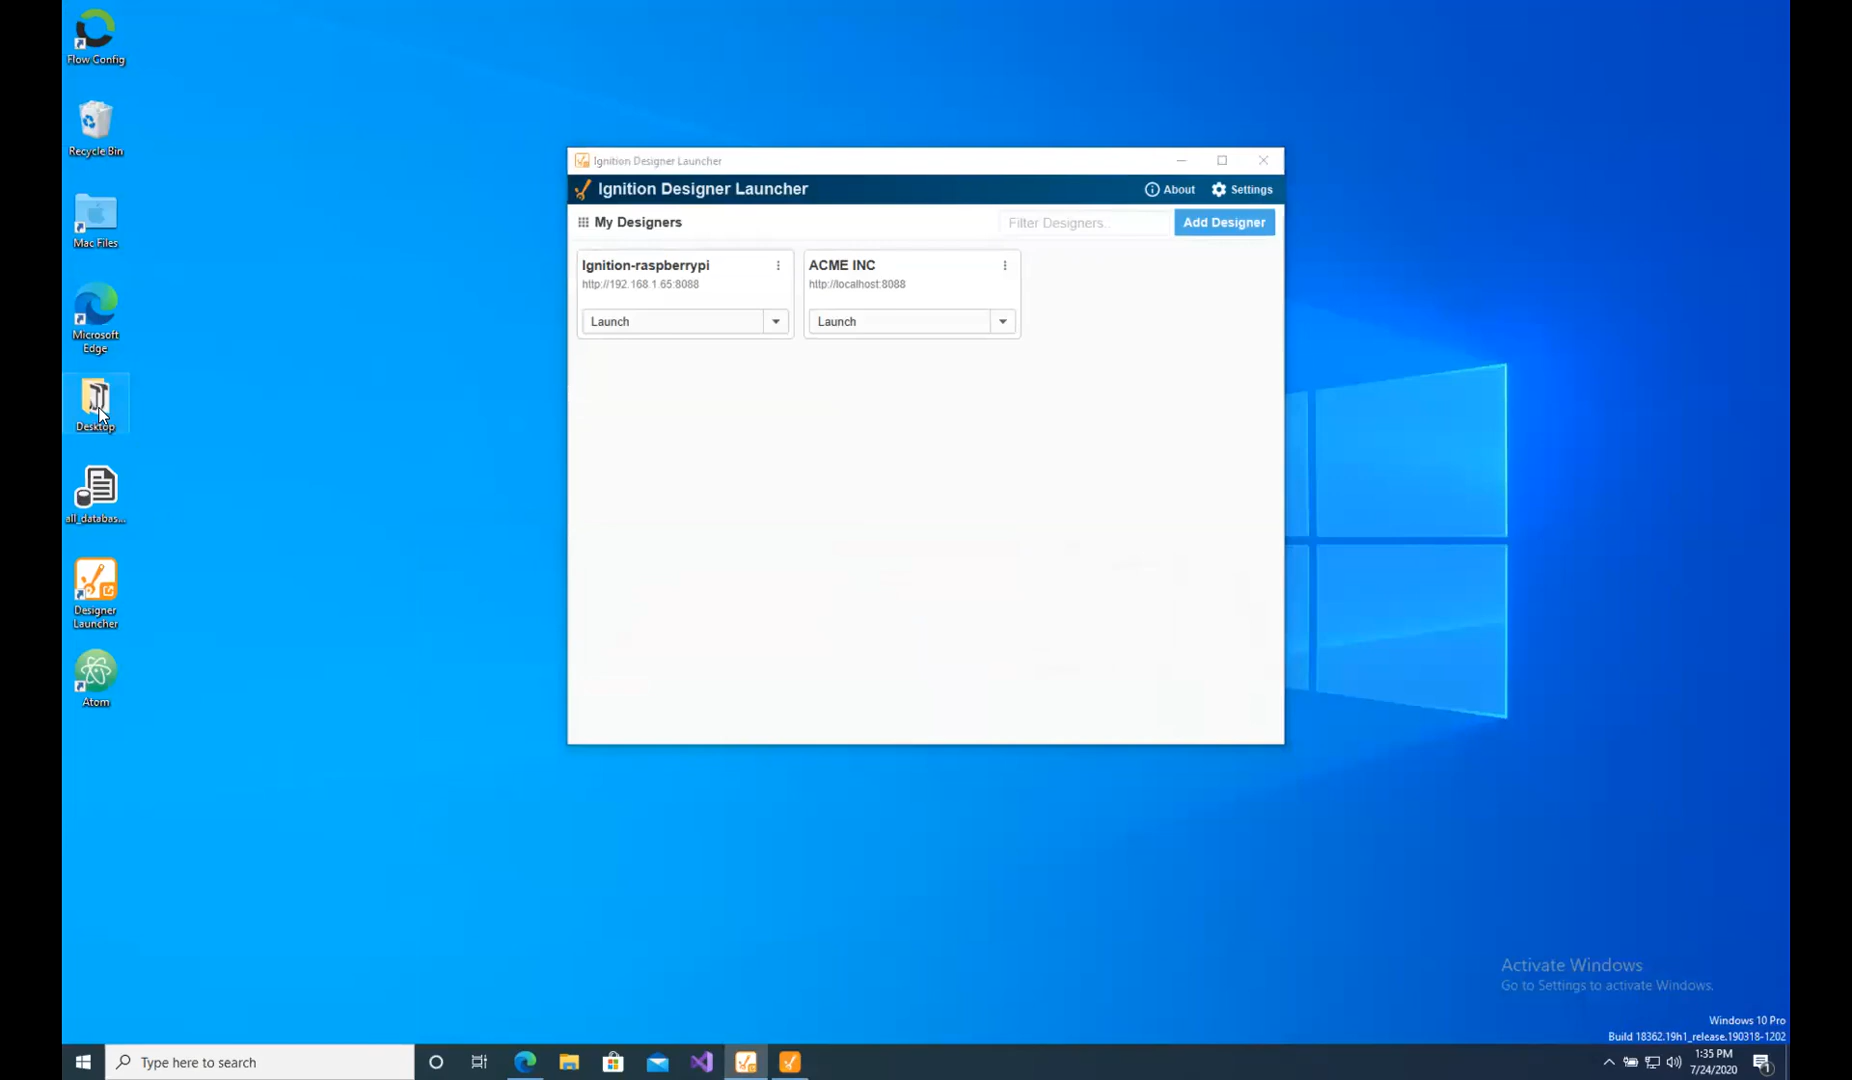 Flow Config
Recycle Bin
Mac Files
Microsoft
Edge
Desktop
all_databas...
Designer
Launcher
Atom
Ignition Designer Launcher
Ignition Designer Launcher
About
Settings
My Designers
Filter Designers..
Add Designer
Ignition-raspberrypi
http://192.168.1.65:8088
Launch
ACME INC
http://localhost:8088
Launch
Activate Windows
Go to Settings to activate Windows.
Windows 10 Pro
Build 18362.19h1_release.190318-1202
Type here to search
1:35 PM
7/24/2020
1